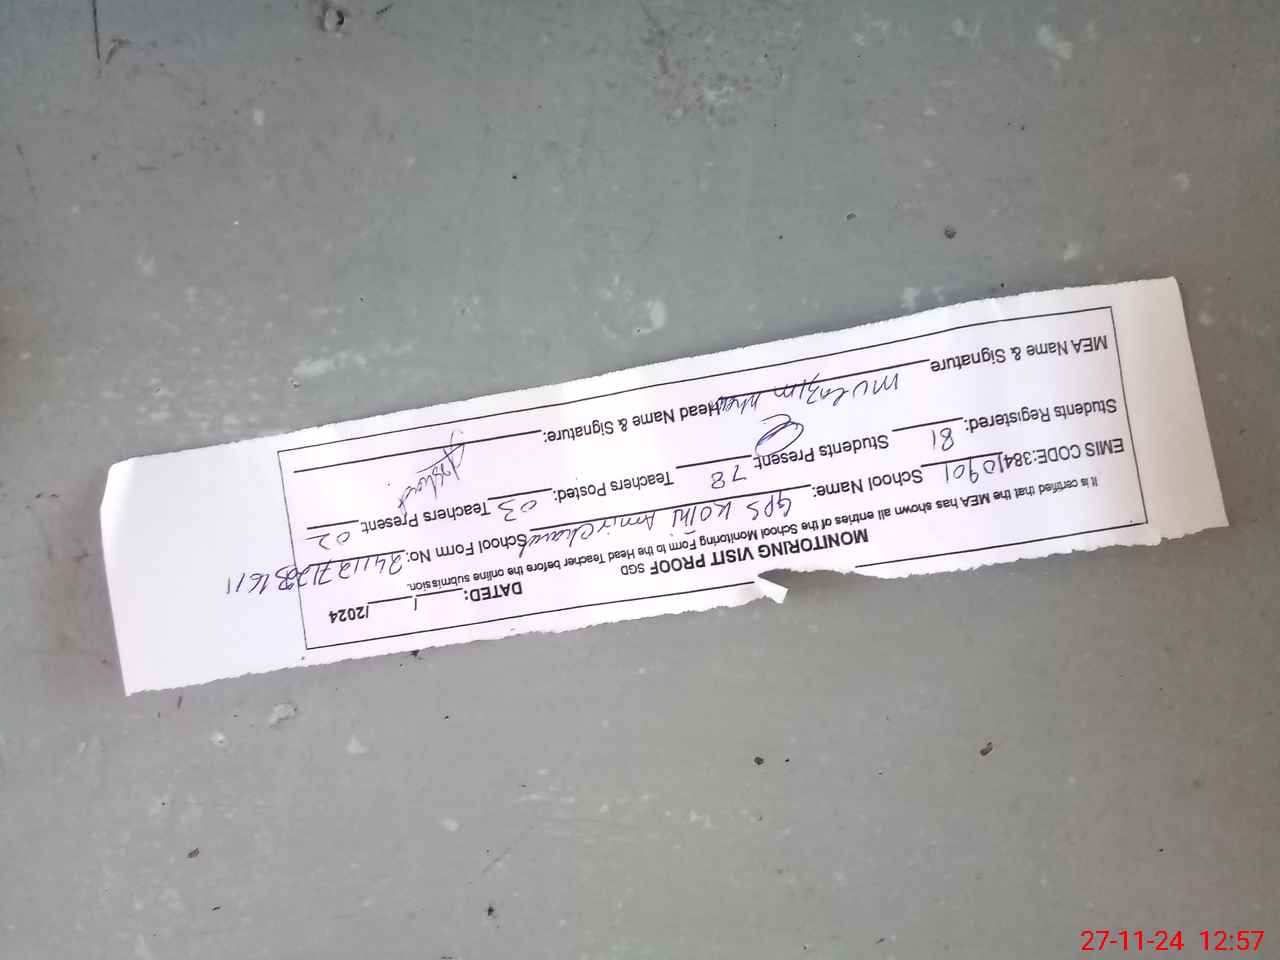 MONITORING VISIT PROOF SGD DATED: / /2024
It is certified that the MEA has shown all entries of the School Monitoring Form to the Head Teacher before the online submission.
EMIS CODE:38410901 School Name: GPS Kothi Amir Chand School Form No:
Students Registered: 81 Students Present: 78 Teachers Posted: 03 Teachers Present 02
MEA Name & Signature Mulazim Head Name & Signature:
27-11-24 12:57